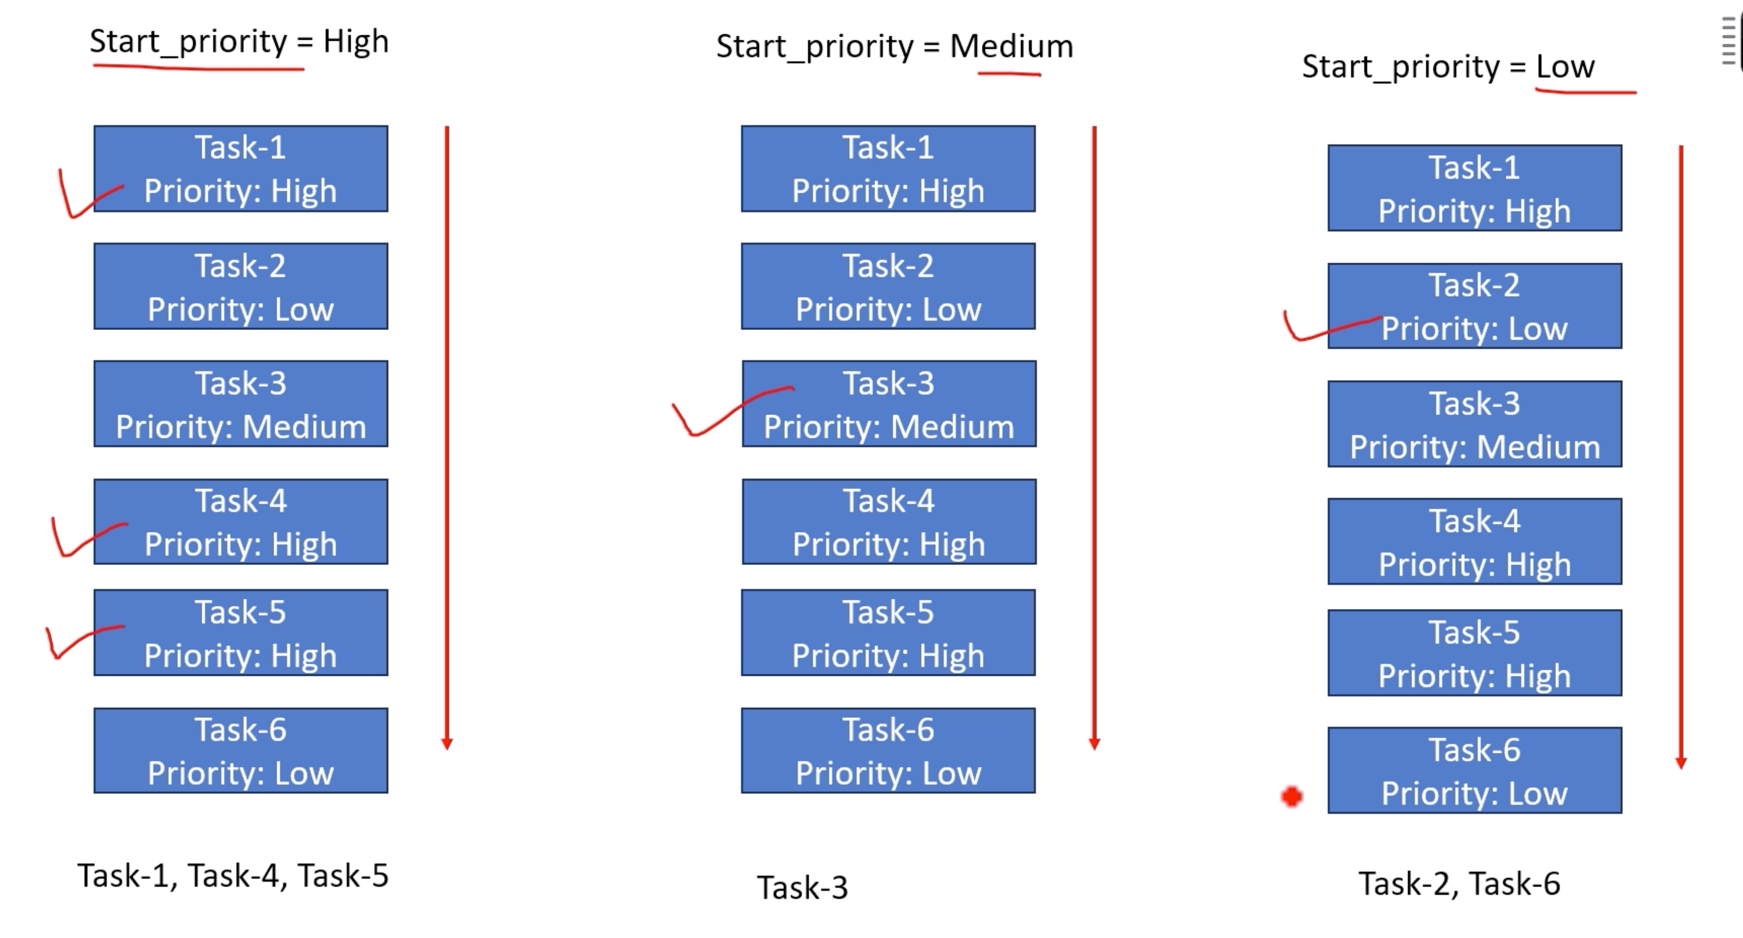 Start_priority = High
Task-1
Priority: High
Task-2
Priority: Low
Task-3
Priority: Medium
Task-4
Priority: High
Task-5
Priority: High
Task-6
Priority: Low
Task-1, Task-4, Task-5
Start_priority = Medium
Task-1
Priority: High
Task-2
Priority: Low
Task-3
Priority: Medium
Task-4
Priority: High
Task-5
Priority: High
Task-6
Priority: Low
Task-3
Start_priority = Low
Task-1
Priority: High
Task-2
Priority: Low
Task-3
Priority: Medium
Task-4
Priority: High
Task-5
Priority: High
Task-6
Priority: Low
Task-2, Task-6